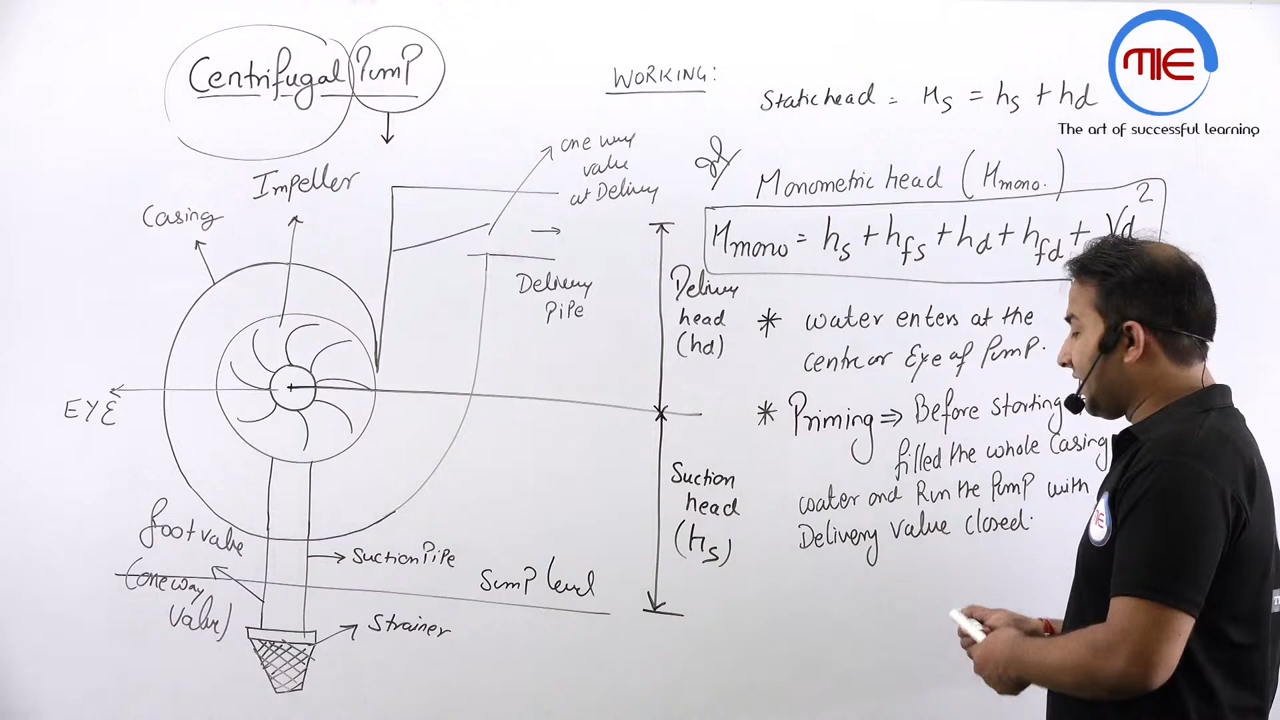 Centrifugal Pump
WORKING:
Static head = Hs = hs + hd
MIE
The art of successful learning
Monometric head (Hmono.)
Hmono = hs + hfs + hd + hfd + Vd²
Impeller
Casing
one way
valve
at Delivery
Delivery
Pipe
Delivery
head
(hd)
EYE
* water enters at the
centre or Eye of Pump.
* Priming ⇒ Before starting
filled the whole Casing
water and Run the Pump with
Delivery valve closed.
Suction
head
(hs)
foot valve
(one way
valve)
Suction Pipe
Sump level
Strainer
MIE